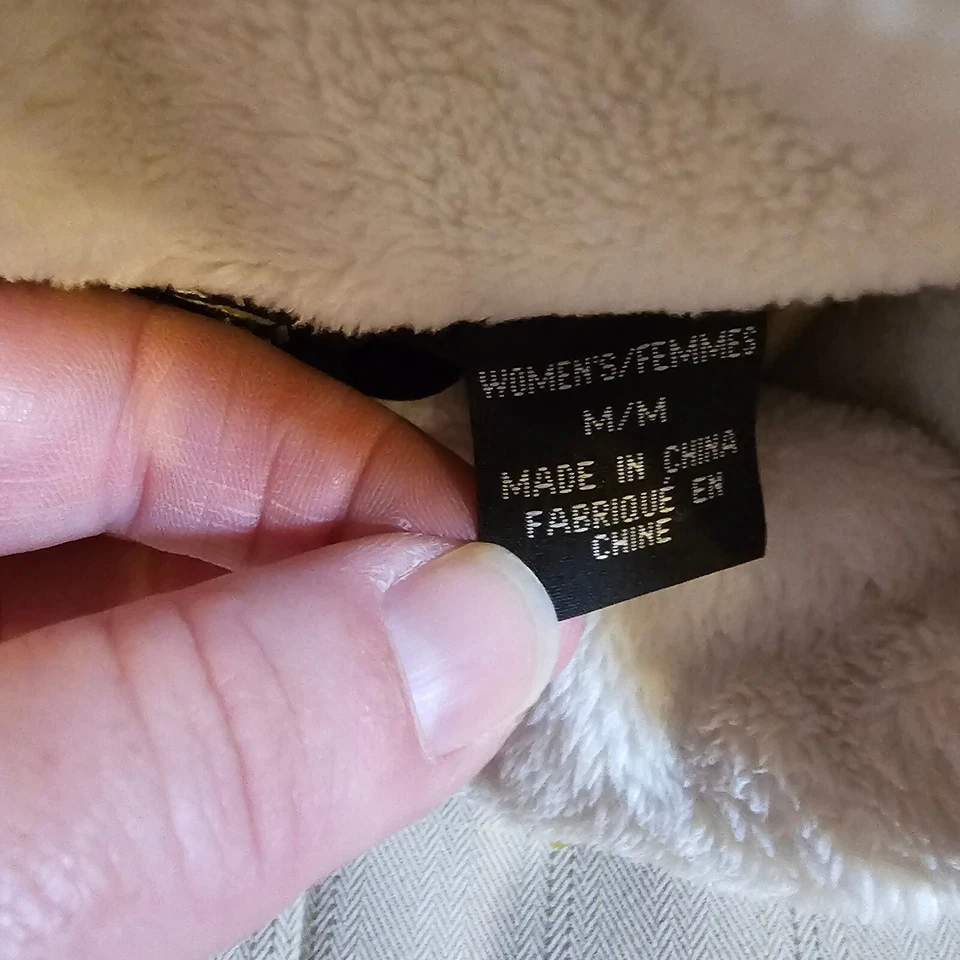 WOMEN'S/FEMMES
M/M
MADE IN CHINA
FABRIQUÉ EN
CHINE